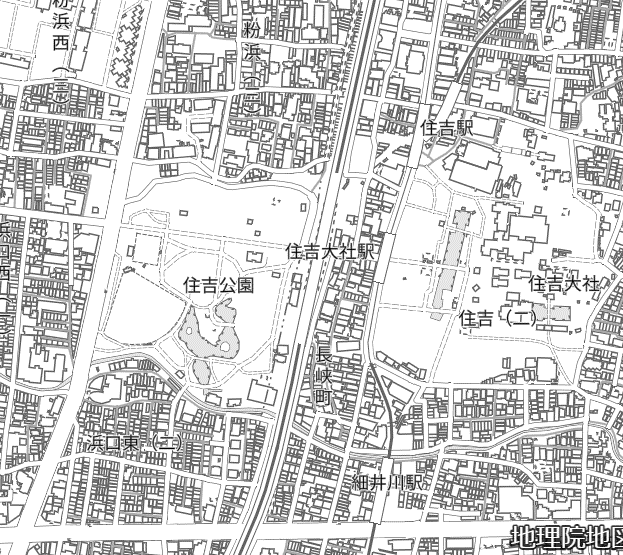 粉浜西（三）
粉浜（三）
住吉駅
住吉大社駅
住吉公園
住吉大社
住吉（二）
長峡町
浜口東（二）
細井川駅
地理院地図